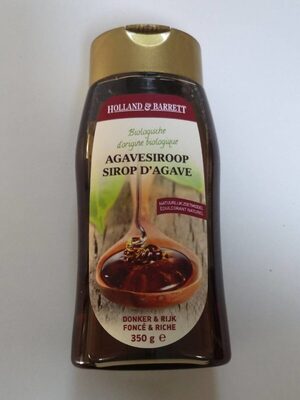 HOLLAND & BARRETT
Biologische
d'origine biologique
AGAVESIROOP
SIROP D'AGAVE
NATUURLIJK ZOETMIDDEL
ÉDULCORANT NATUREL
DONKER & RIJK
FONCÉ & RICHE
350 g e